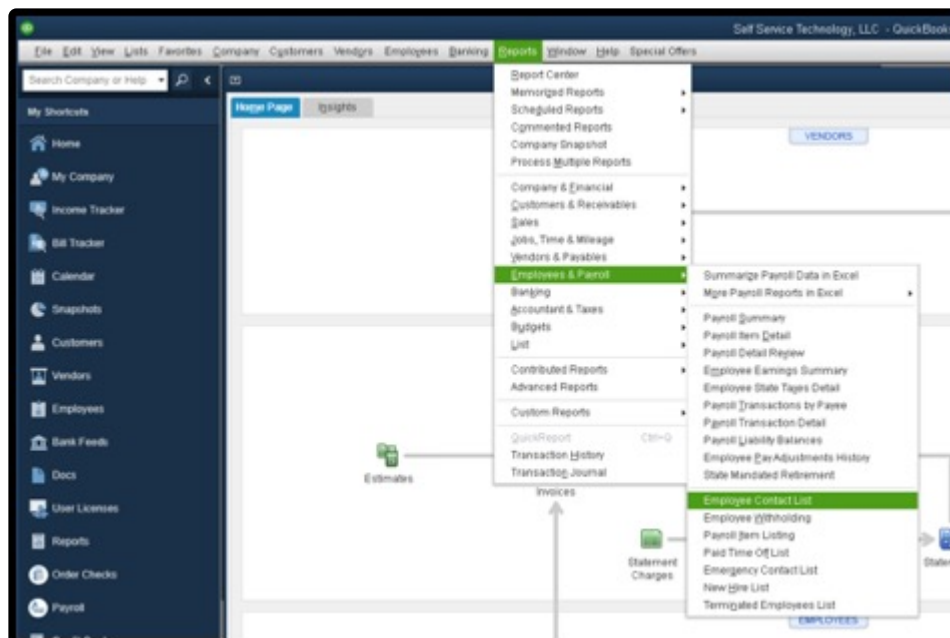 Self Service Technology, LLC - QuickBooks
File Edit View Lists Favorites Company Customers Vendors Employees Banking Reports Window Help Special Offers
Search Company or Help
My Shortcuts
Home
My Company
Income Tracker
Bill Tracker
Calendar
Snapshots
Customers
Vendors
Employees
Bank Feeds
Docs
User Licenses
Reports
Order Checks
Payroll
Home Page Insights
VENDORS
Estimates
Invoices
Statement
Charges
EMPLOYEES
Report Center
Memorized Reports
Scheduled Reports
Commented Reports
Company Snapshot
Process Multiple Reports
Company & Financial
Customers & Receivables
Sales
Jobs, Time & Mileage
Vendors & Payables
Employees & Payroll
Banking
Accountant & Taxes
Budgets
List
Contributed Reports
Advanced Reports
Custom Reports
QuickReport Ctrl+Q
Transaction History
Transaction Journal
Summarize Payroll Data in Excel
More Payroll Reports in Excel
Payroll Summary
Payroll Item Detail
Payroll Detail Review
Employee Earnings Summary
Employee State Taxes Detail
Payroll Transactions by Payee
Payroll Transaction Detail
Payroll Liability Balances
Employee Pay Adjustments History
State Mandated Retirement
Employee Contact List
Employee Withholding
Payroll Item Listing
Paid Time Off List
Emergency Contact List
New Hire List
Terminated Employees List